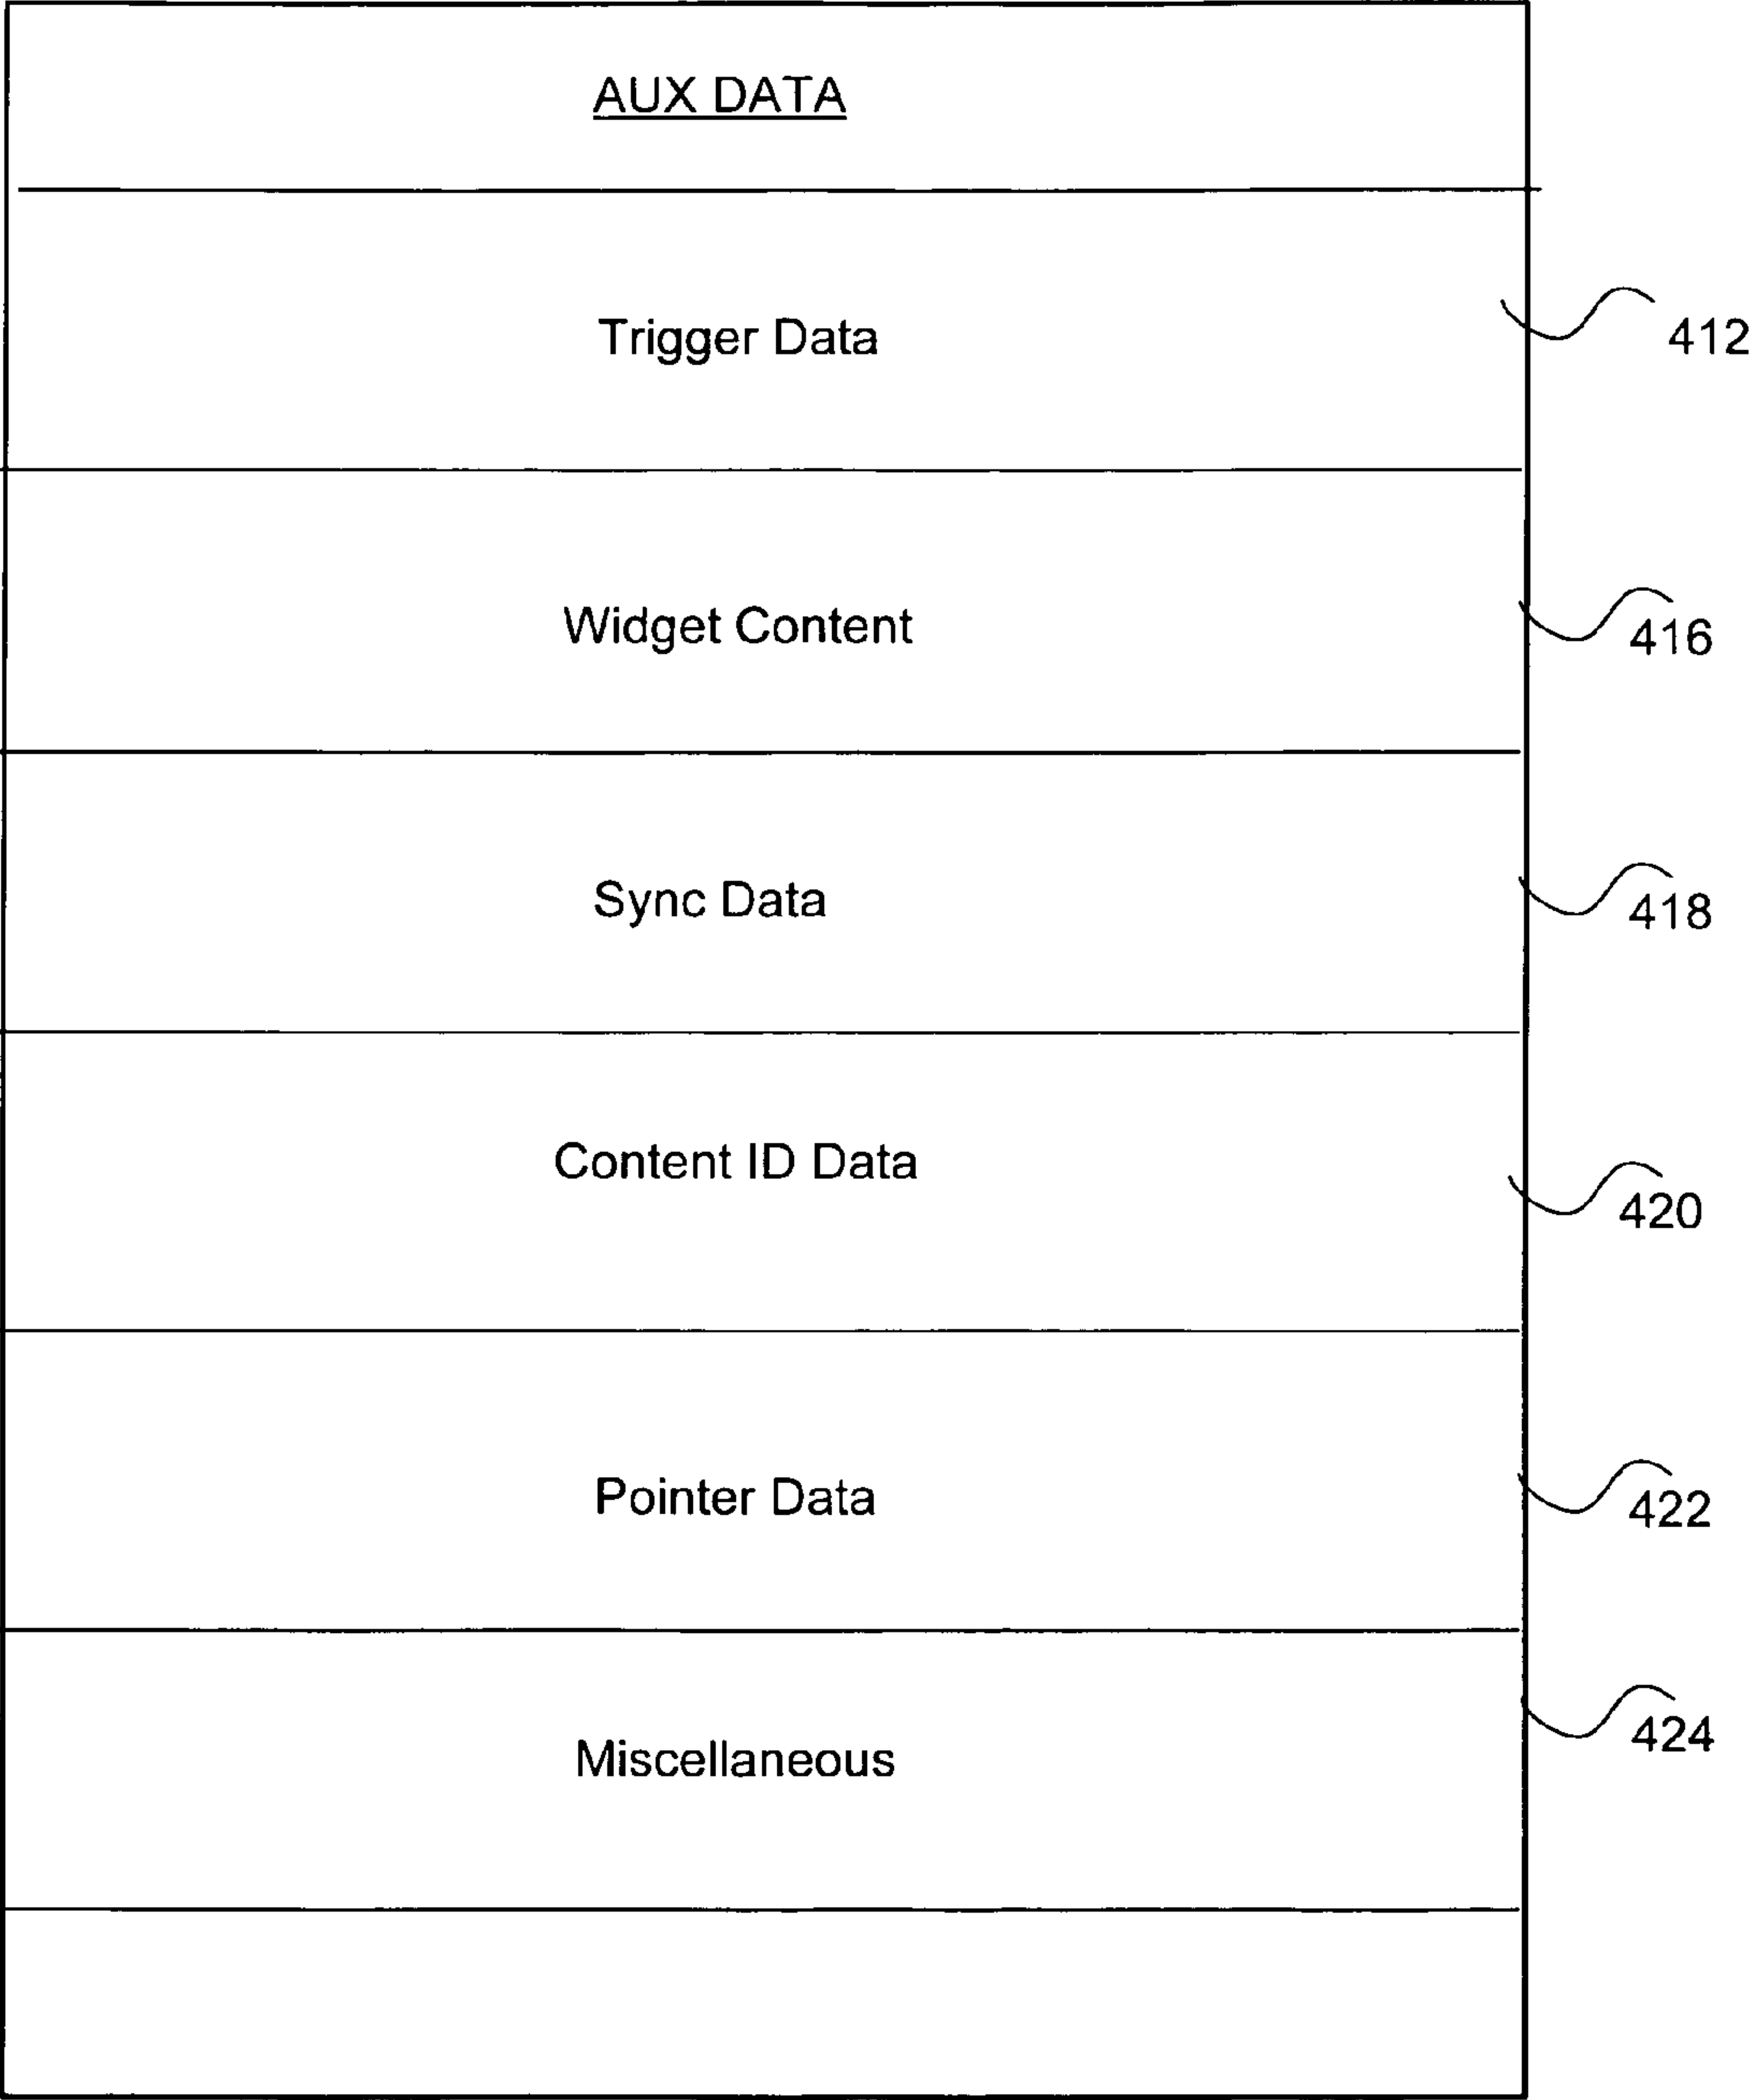 AUX DATA
Trigger Data
412
Widget Content
416
Sync Data
418
Content ID Data
420
Pointer Data
422
Miscellaneous
424